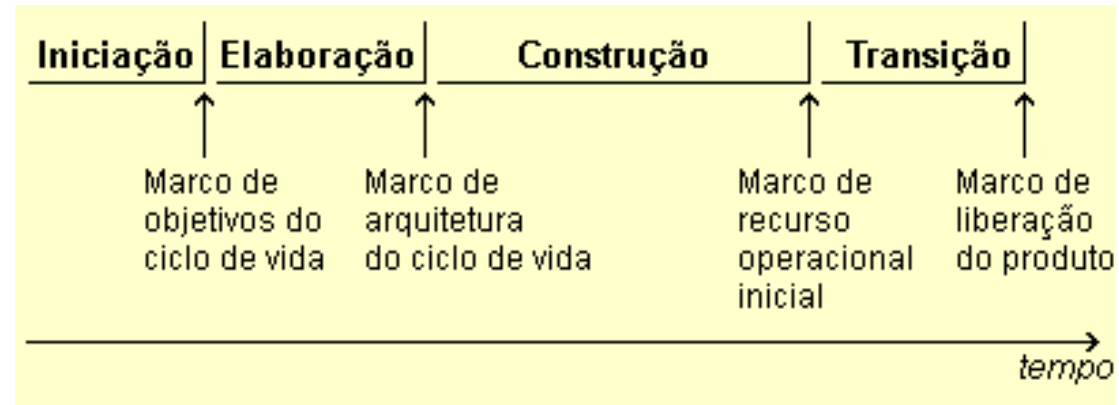 Iniciação Elaboração Construção Transição
Marco de
objetivos do
ciclo de vida
Marco de
arquitetura
do ciclo de vida
Marco de
recurso
operacional
inicial
Marco de
liberação
do produto
tempo